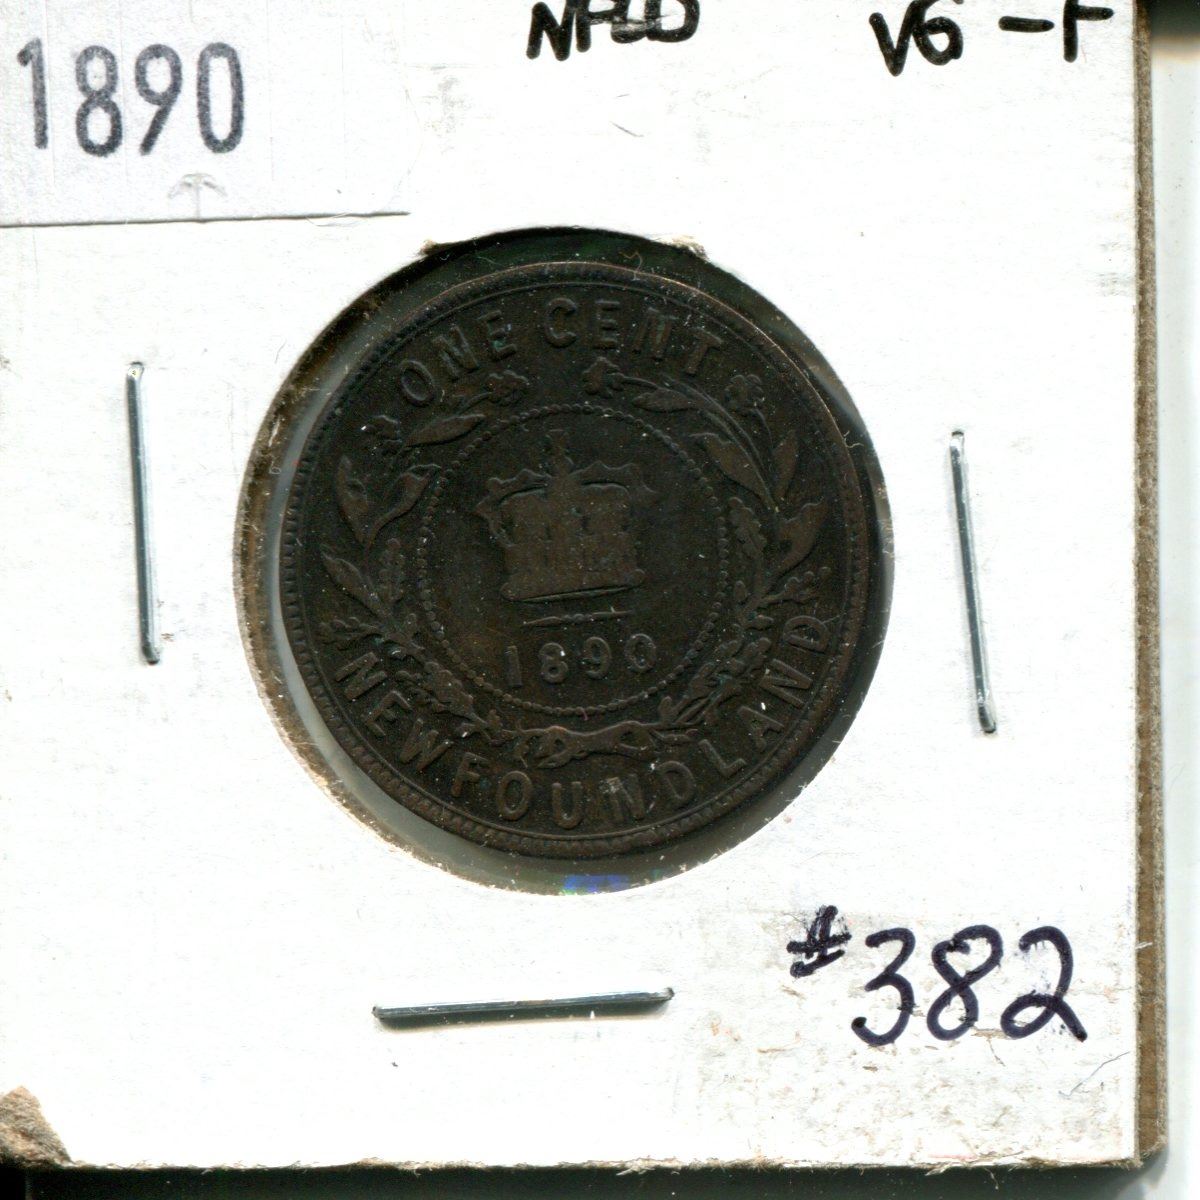 NFLD VG-F
1890
ONE CENT
1890
NEWFOUNDLAND
#382